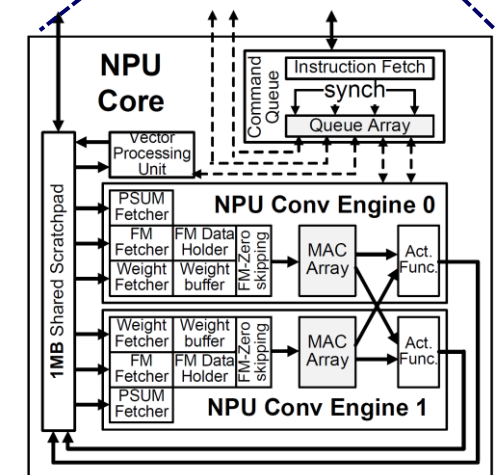 NPU
Core
Command
Queue
Instruction Fetch
synch
Queue Array
1MB Shared Scratchpad
Vector
Processing
Unit
NPU Conv Engine 0
PSUM
Fetcher
FM
Fetcher
FM Data
Holder
Weight
Fetcher
Weight
buffer
FM-Zero
skipping
MAC
Array
Act.
Func.
Weight
Fetcher
Weight
buffer
FM
Fetcher
FM Data
Holder
FM-Zero
skipping
MAC
Array
Act.
Func.
PSUM
Fetcher
NPU Conv Engine 1